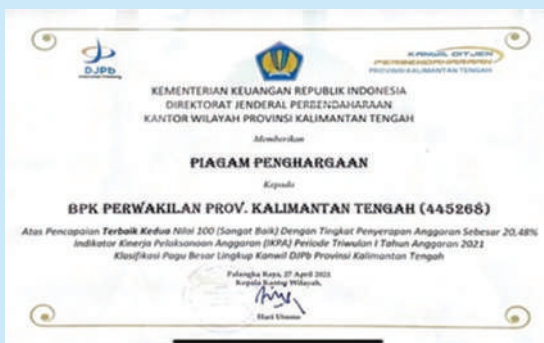 DJPb
KANWIL DITJEN
PERBENDAHARAAN
PROVINSI KALIMANTAN TENGAH
KEMENTERIAN KEUANGAN REPUBLIK INDONESIA
DIREKTORAT JENDERAL PERBENDAHARAAN
KANTOR WILAYAH PROVINSI KALIMANTAN TENGAH
Memberikan
PIAGAM PENGHARGAAN
Kepada
BPK PERWAKILAN PROV. KALIMANTAN TENGAH (445268)
Atas Pencapaian Terbaik Kedua Nilai 100 (Sangat Baik) Dengan Tingkat Penyerapan Anggaran Sebesar 20,48%
Indikator Kinerja Pelaksanaan Anggaran (IKPA) Periode Triwulan I Tahun Anggaran 2021
Klasifikasi Pagu Besar Lingkup Kanwil DJPb Provinsi Kalimantan Tengah
Palangka Raya, 27 April 2021
Kepala Kantor Wilayah,
Hari Utomo